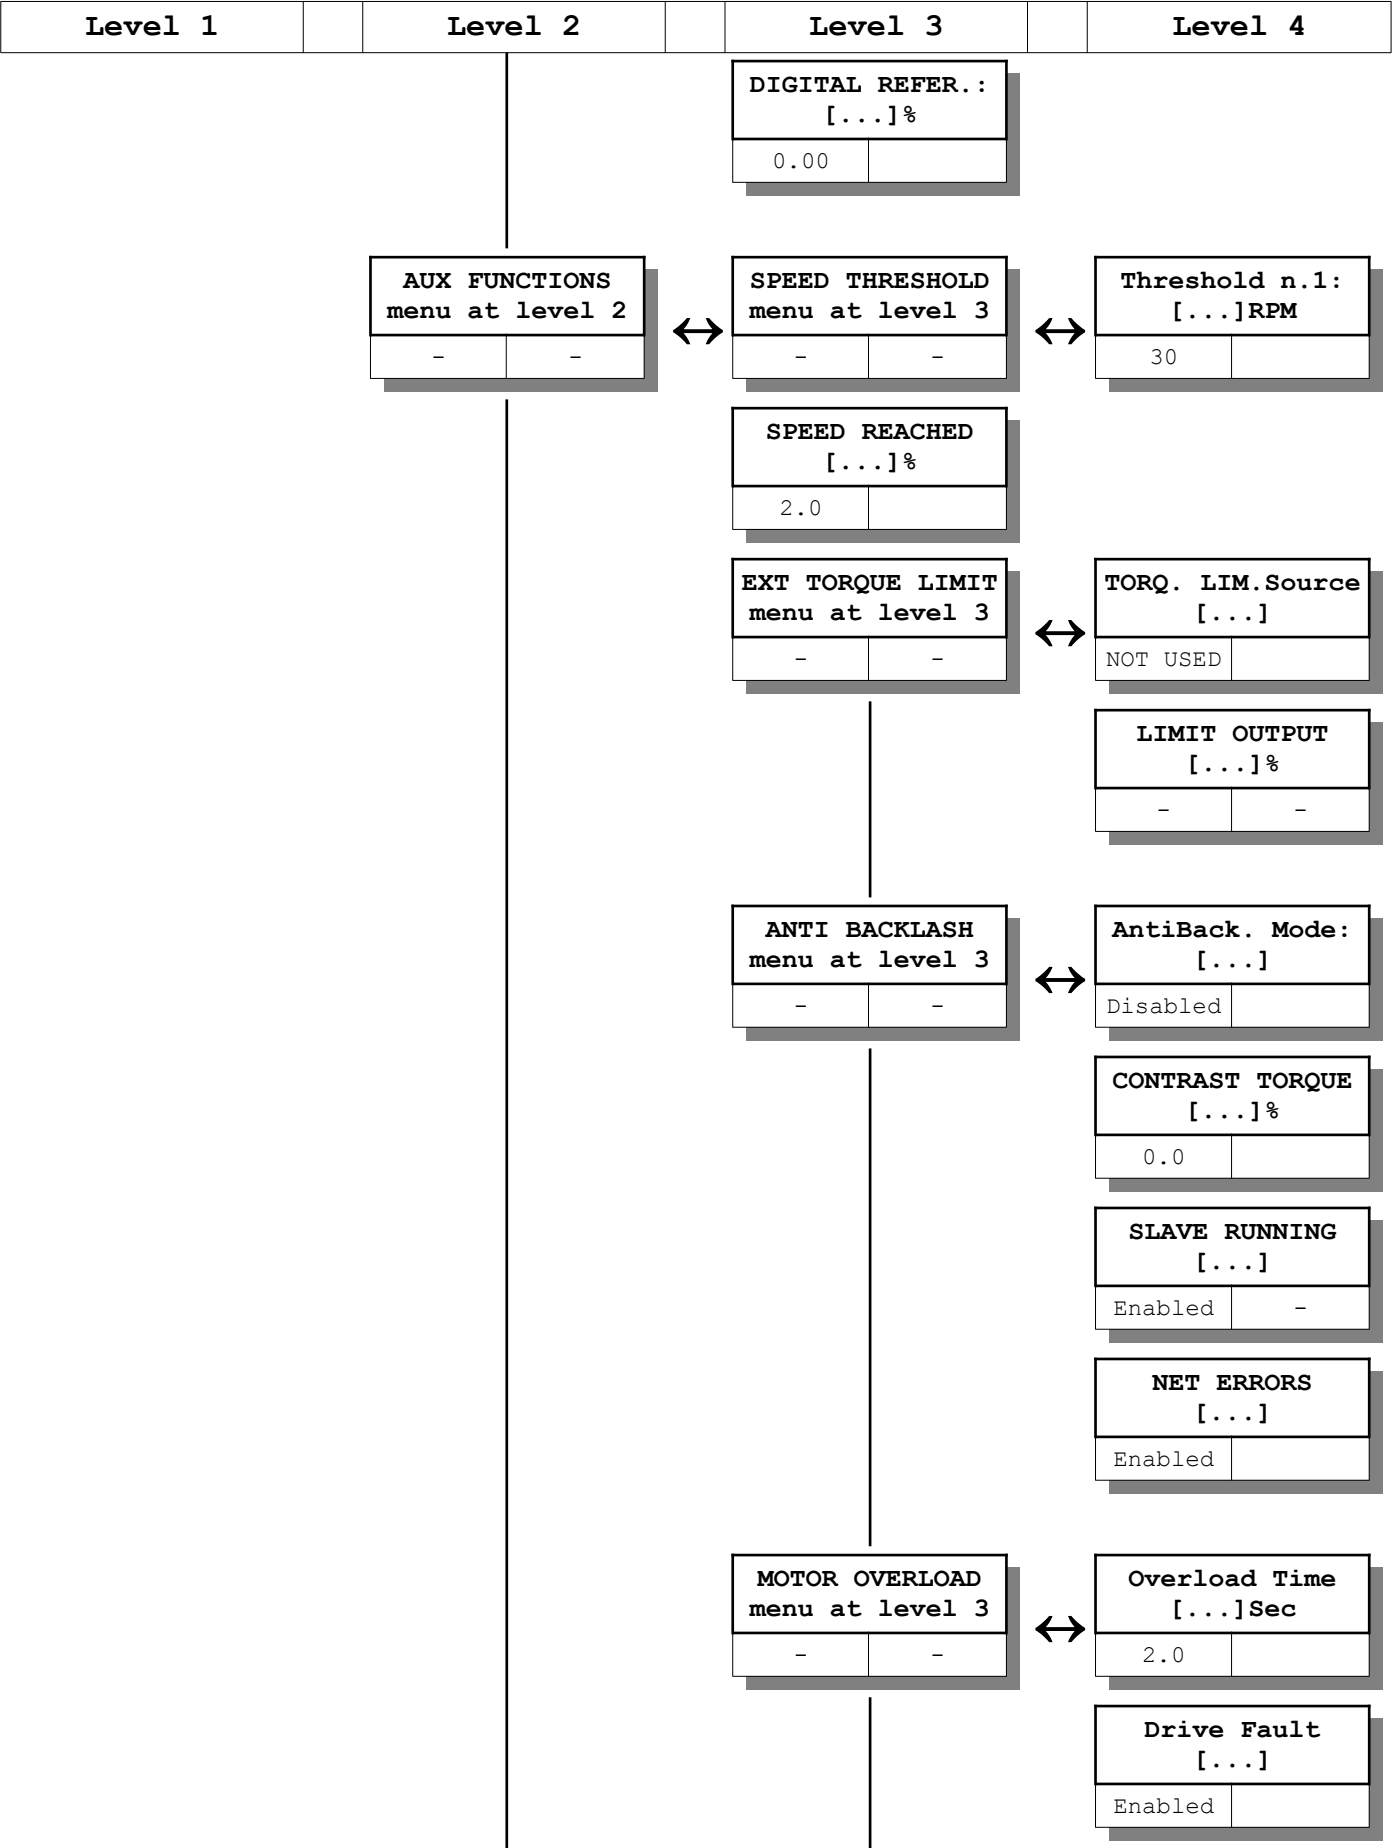 Level 1 Level 2 Level 3 Level 4
DIGITAL REFER.:
[...]%
0.00
AUX FUNCTIONS
menu at level 2
- -
SPEED THRESHOLD
menu at level 3
- -
Threshold n.1:
[...]RPM
30
SPEED REACHED
[...]%
2.0
EXT TORQUE LIMIT
menu at level 3
- -
TORQ. LIM.Source
[...]
NOT USED
LIMIT OUTPUT
[...]%
- -
ANTI BACKLASH
menu at level 3
- -
AntiBack. Mode:
[...]
Disabled
CONTRAST TORQUE
[...]%
0.0
SLAVE RUNNING
[...]
Enabled -
NET ERRORS
[...]
Enabled
MOTOR OVERLOAD
menu at level 3
- -
Overload Time
[...]Sec
2.0
Drive Fault
[...]
Enabled